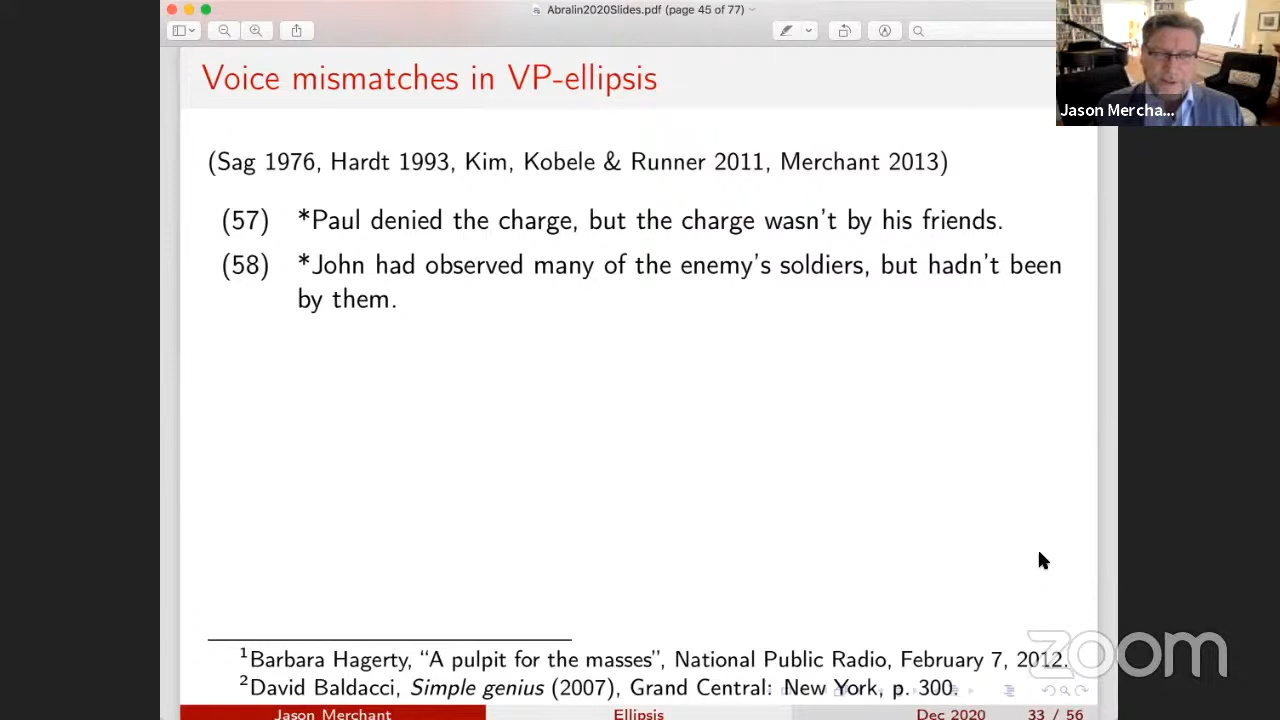 Abralin2020Slides.pdf (page 45 of 77)
Voice mismatches in VP-ellipsis
Jason Mercha...
(Sag 1976, Hardt 1993, Kim, Kobele & Runner 2011, Merchant 2013)
(57) *Paul denied the charge, but the charge wasn't by his friends.
(58) *John had observed many of the enemy's soldiers, but hadn't been
by them.
1Barbara Hagerty, “A pulpit for the masses”, National Public Radio, February 7, 2012.
2David Baldacci, Simple genius (2007), Grand Central: New York, p. 300.
zoom
Jason Merchant Ellipsis Dec 2020 33 / 56